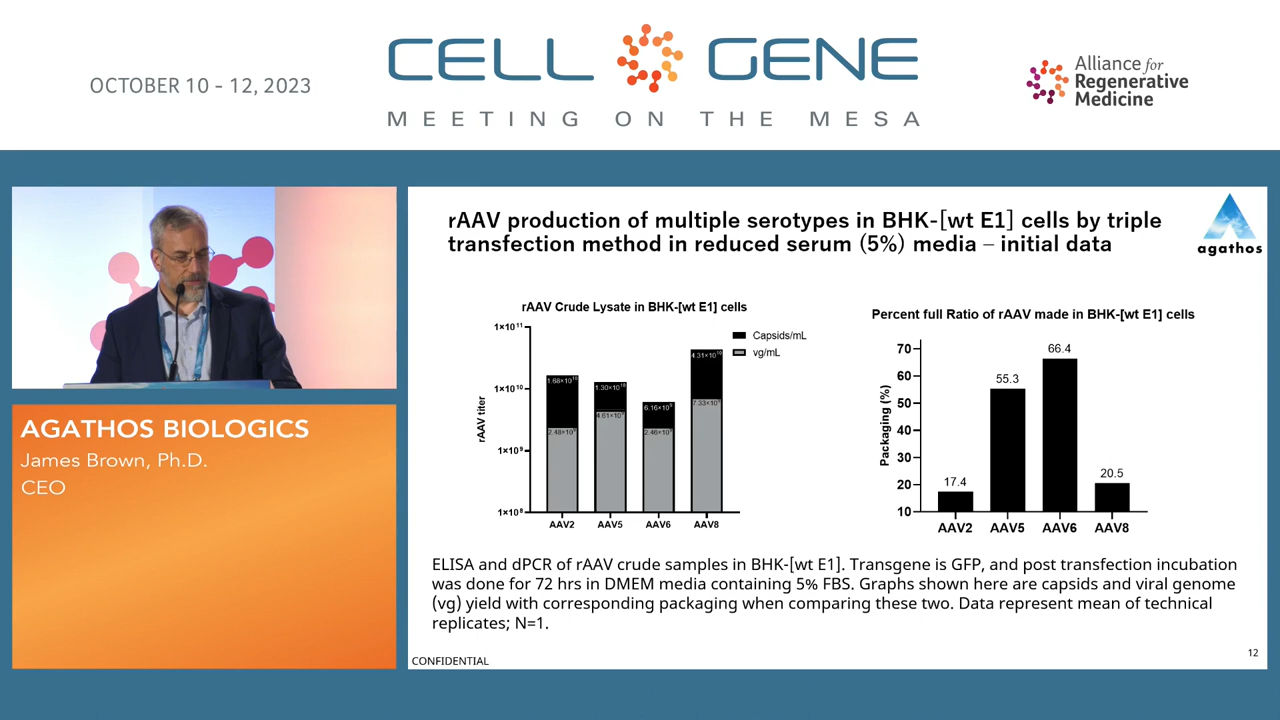 OCTOBER 10 - 12, 2023
CELL GENE
MEETING ON THE MESA
Alliance for
Regenerative
Medicine
AGATHOS BIOLOGICS
James Brown, Ph.D.
CEO
rAAV production of multiple serotypes in BHK-[wt E1] cells by triple
transfection method in reduced serum (5%) media – initial data
agathos
rAAV Crude Lysate in BHK-[wt E1] cells
Capsids/mL
vg/mL
rAAV titer
1×10¹¹
1×10¹⁰
1×10⁹
1×10⁸
1.68×10¹⁰
1.30×10¹⁰
6.16×10⁹
4.31×10¹⁰
2.48×10⁹
4.61×10⁹
2.46×10⁹
7.33×10⁹
AAV2 AAV5 AAV6 AAV8
Percent full Ratio of rAAV made in BHK-[wt E1] cells
Packaging (%)
70
60
50
40
30
20
10
17.4
55.3
66.4
20.5
AAV2 AAV5 AAV6 AAV8
ELISA and dPCR of rAAV crude samples in BHK-[wt E1]. Transgene is GFP, and post transfection incubation
was done for 72 hrs in DMEM media containing 5% FBS. Graphs shown here are capsids and viral genome
(vg) yield with corresponding packaging when comparing these two. Data represent mean of technical
replicates; N=1.
CONFIDENTIAL
12